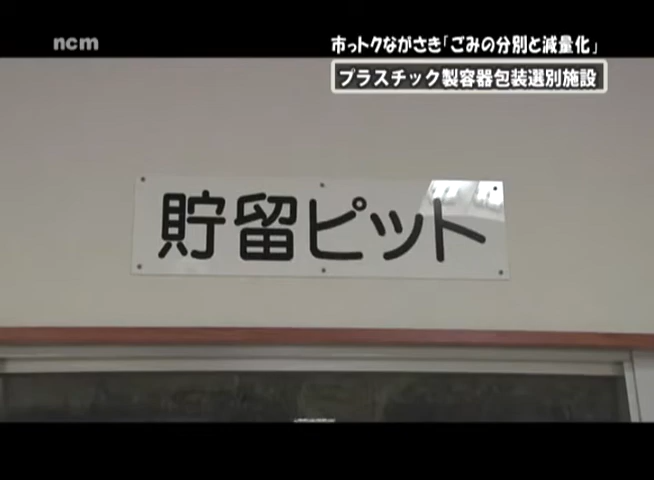 ncm
市っトクながさき「ごみの分別と減量化」
プラスチック製容器包装選別施設
貯留ピット